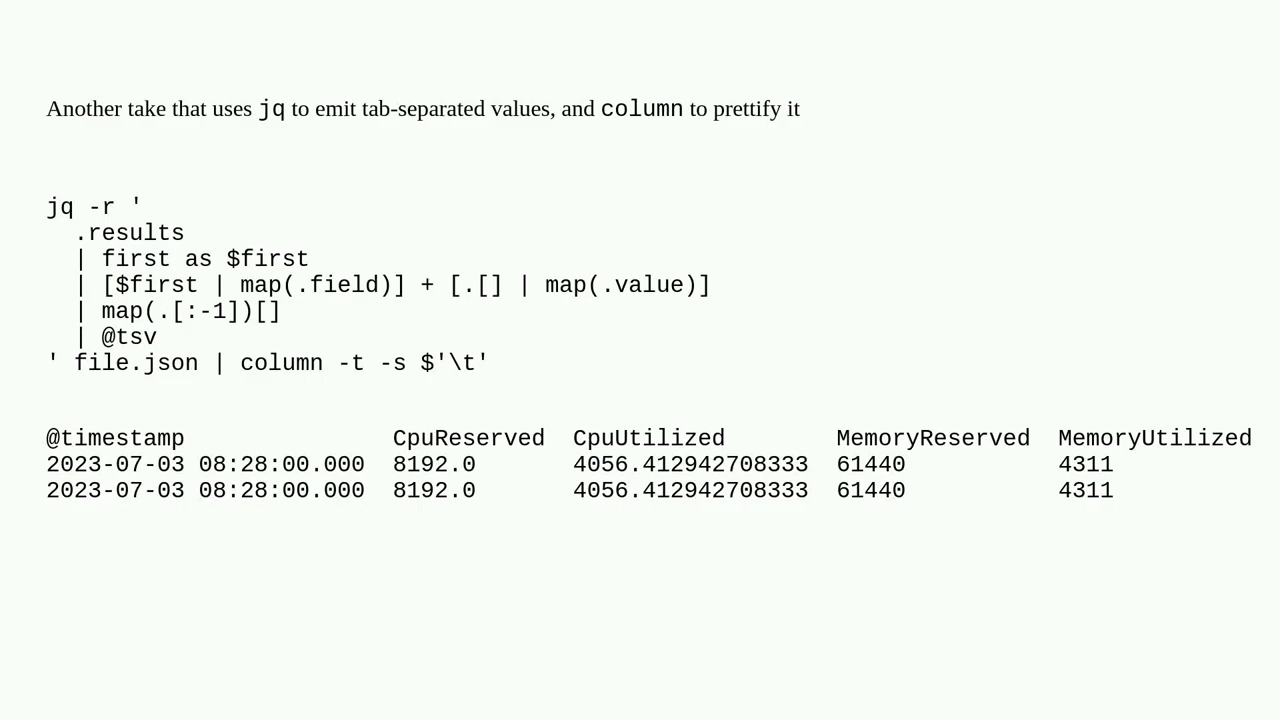 Another take that uses jq to emit tab-separated values, and column to prettify it
jq -r '
  .results
  | first as $first
  | [$first | map(.field)] + [.[] | map(.value)]
  | map(.[:-1])[]
  | @tsv
' file.json | column -t -s $'\t'
@timestamp               CpuReserved  CpuUtilized        MemoryReserved  MemoryUtilized
2023-07-03 08:28:00.000  8192.0       4056.412942708333  61440           4311
2023-07-03 08:28:00.000  8192.0       4056.412942708333  61440           4311